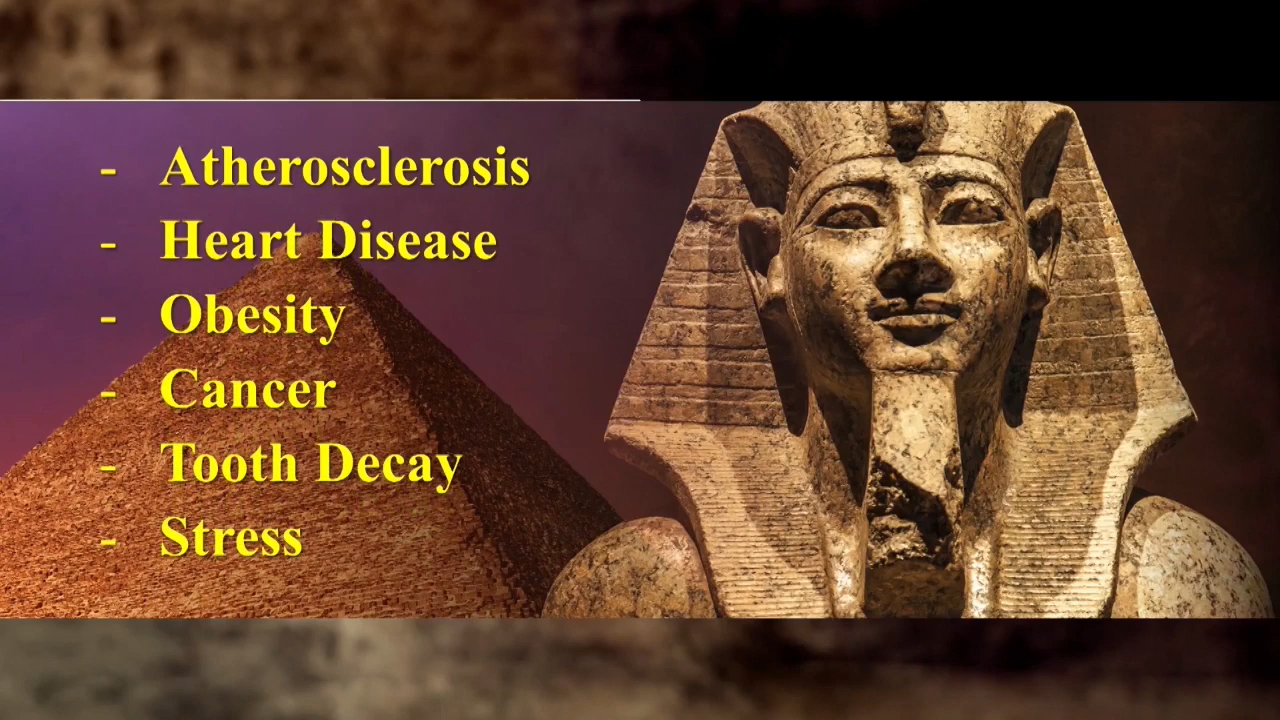 - Atherosclerosis
- Heart Disease
- Obesity
- Cancer
- Tooth Decay
- Stress